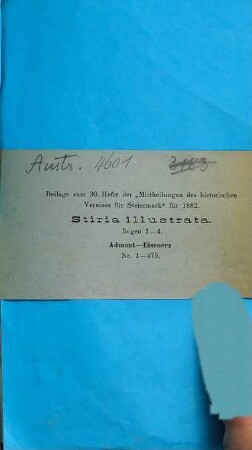 Austr. 4601. 3183
Beilage zum 30. Hefte der „Mittheilungen des historischen
Vereines für Steiermark" für 1882.
Stiria illustrata.
Bogen 1—4.
Admont—Eisenerz
Nr. 1—475.